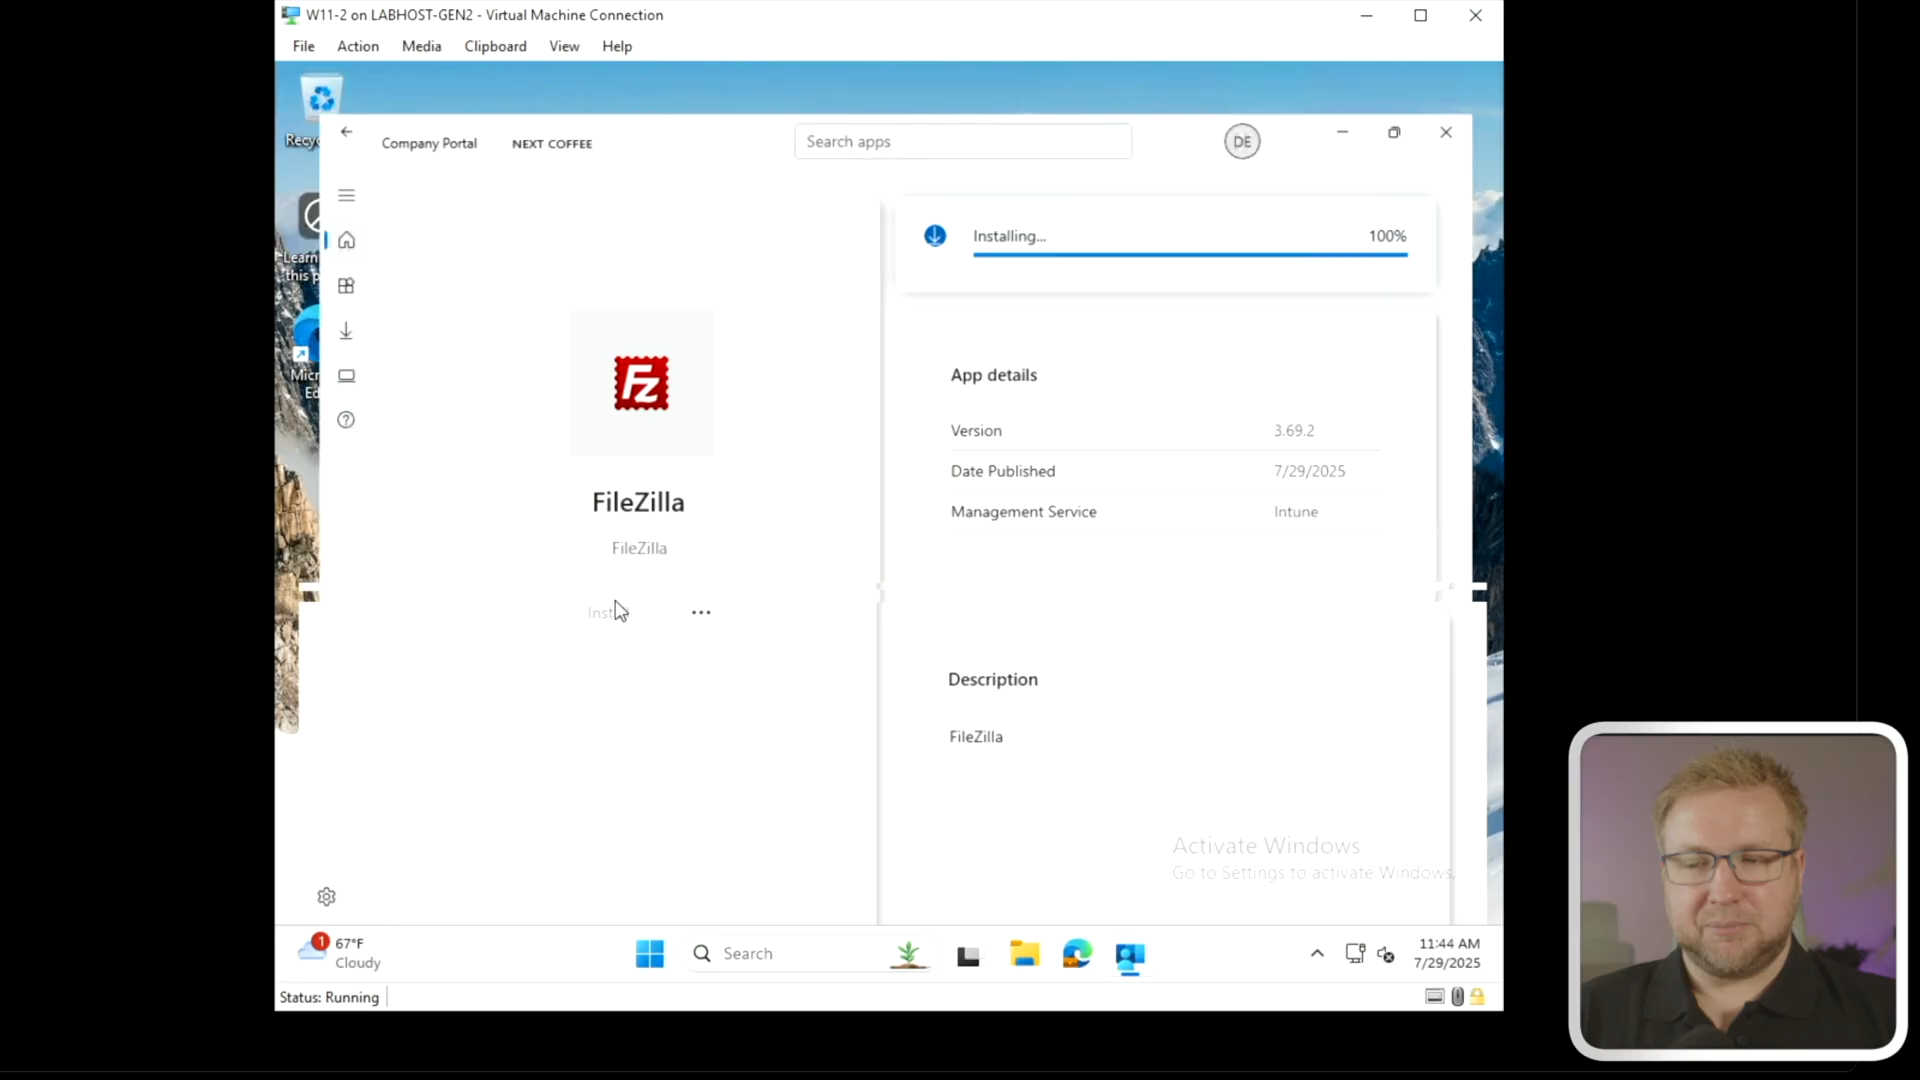 W11-2 on LABHOST-GEN2 - Virtual Machine Connection
File Action Media Clipboard View Help
Company Portal NEXT COFFEE
Search apps
DE
Installing... 100%
Fz
FileZilla
FileZilla
App details
Version 3.69.2
Date Published 7/29/2025
Management Service Intune
Description
FileZilla
Activate Windows
Go to Settings to activate Windows.
1
67°F
Cloudy
Search
11:44 AM
7/29/2025
Status: Running